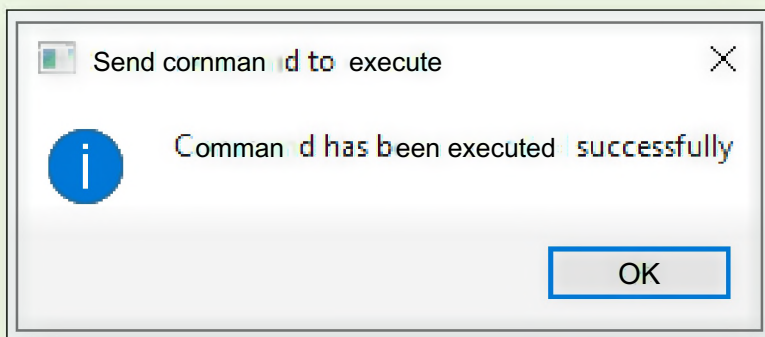 Send cornman d to execute
Comman d has been executed successfully
OK